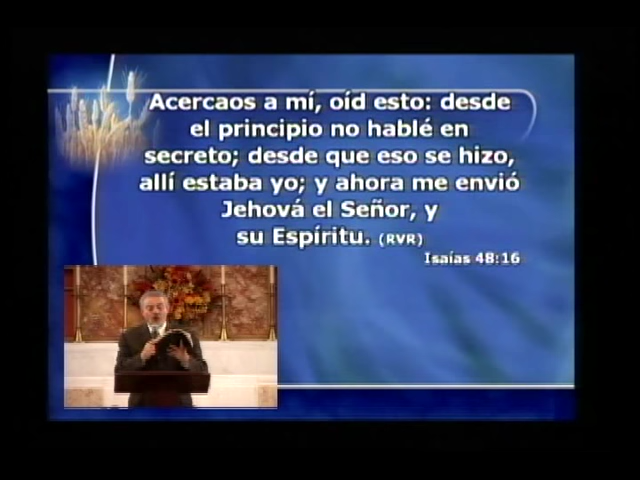 Acercaos a mí, oíd esto: desde
el principio no hablé en
secreto; desde que eso se hizo,
allí estaba yo; y ahora me envió
Jehová el Señor, y
su Espíritu. (RVR)
Isaías 48:16